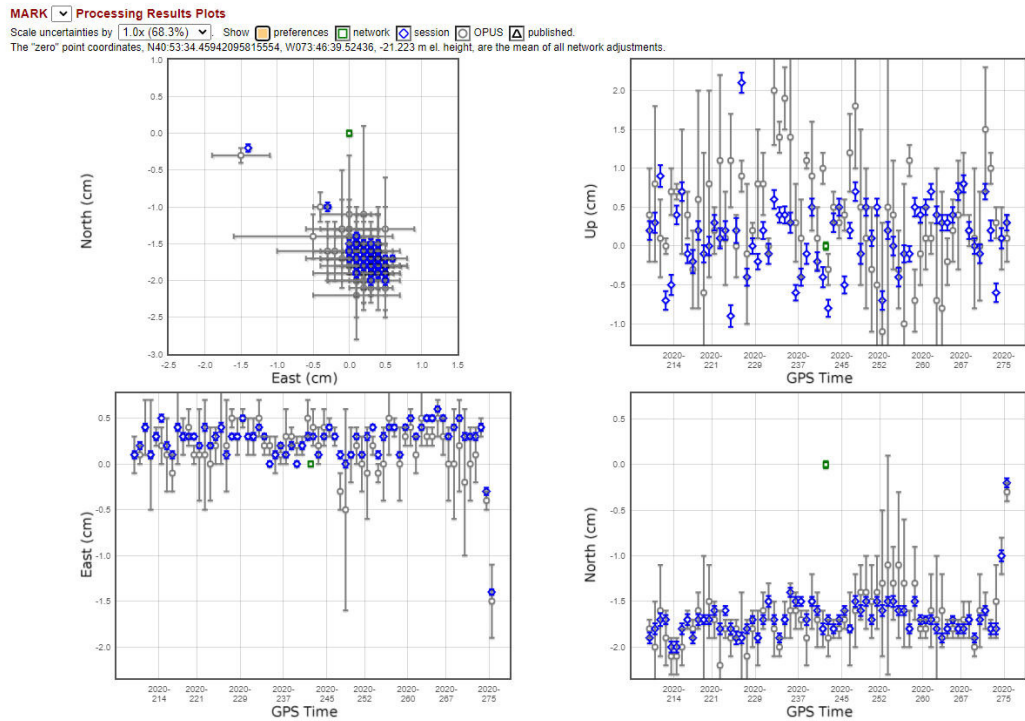 MARK Processing Results Plots
Scale uncertainties by 1.0x (68.3%) . Show preferences network session OPUS published.
The "zero" point coordinates, N40:53:34.45942095815554, W073:46:39.52436, -21.223 m el. height, are the mean of all network adjustments.
1.0
0.5
0.0
-0.5
-1.0
-1.5
-2.0
-3.0
North (cm)
-2.5 -2.0 -1.5 -1.0 -0.5 0.0 0.5 1.0 1.5
East (cm)
2.0
1.5
1.0
0.5
0.0
-0.5
-1.0
Up (cm)
2020-214 2020-221 2020-229 2020-237 2020-245 2020-252 2020-260 2020-267 2020-275
GPS Time
0.5
0.0
-0.5
-1.0
-1.5
-2.0
East (cm)
2020-214 2020-221 2020-229 2020-237 2020-245 2020-252 2020-260 2020-267 2020-275
GPS Time
0.5
0.0
-0.5
-1.0
-1.5
-2.0
North (cm)
2020-214 2020-221 2020-229 2020-237 2020-245 2020-252 2020-260 2020-267 2020-275
GPS Time